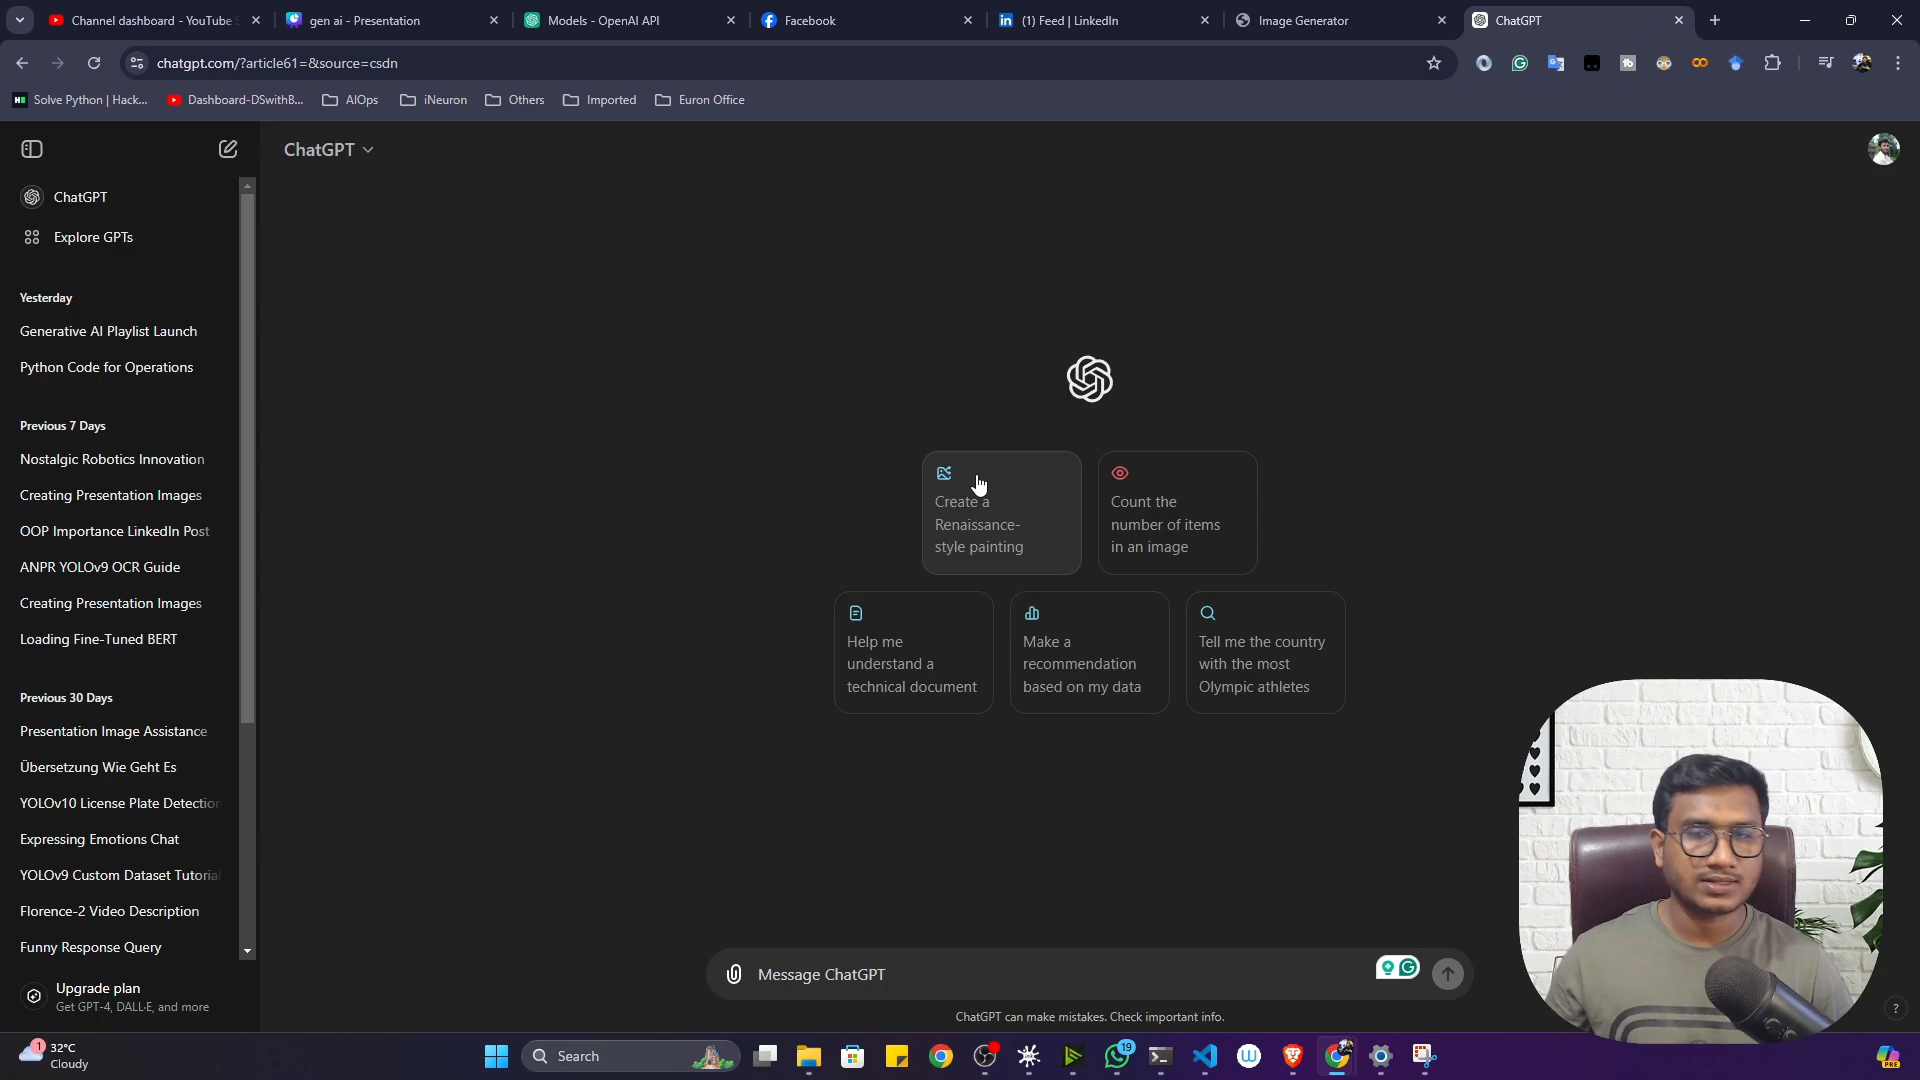 Channel dashboard - YouTube S
gen ai - Presentation
Models - OpenAI API
Facebook
(1) Feed | LinkedIn
Image Generator
ChatGPT
chatgpt.com/?article61=&source=csdn
Solve Python | Hack...
Dashboard-DSwithB...
AIOps
iNeuron
Others
Imported
Euron Office
ChatGPT
ChatGPT
Explore GPTs
Yesterday
Generative AI Playlist Launch
Python Code for Operations
Previous 7 Days
Nostalgic Robotics Innovation
Creating Presentation Images
OOP Importance LinkedIn Post
ANPR YOLOv9 OCR Guide
Creating Presentation Images
Loading Fine-Tuned BERT
Previous 30 Days
Presentation Image Assistance
Übersetzung Wie Geht Es
YOLOv10 License Plate Detection
Expressing Emotions Chat
YOLOv9 Custom Dataset Tutorial
Florence-2 Video Description
Funny Response Query
Upgrade plan
Get GPT-4, DALL·E, and more
Create a
Renaissance-
style painting
Count the
number of items
in an image
Help me
understand a
technical document
Make a
recommendation
based on my data
Tell me the country
with the most
Olympic athletes
Message ChatGPT
ChatGPT can make mistakes. Check important info.
?
1
32°C
Cloudy
Search
19
PRE